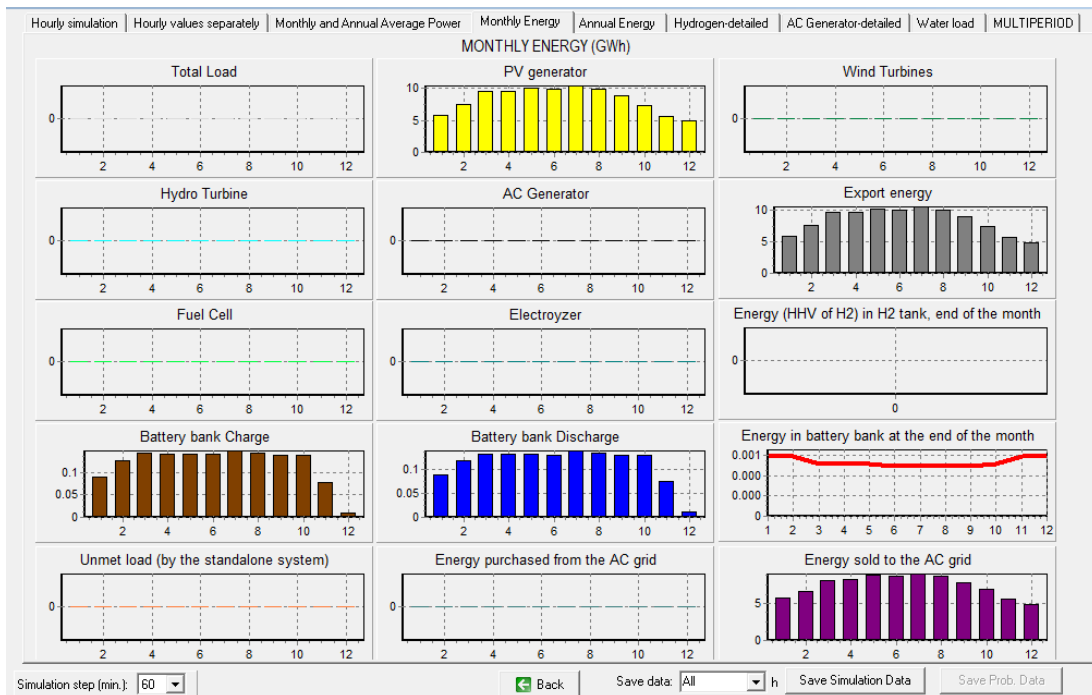 Hourly simulation | Hourly values separately | Monthly and Annual Average Power | Monthly Energy | Annual Energy | Hydrogen-detailed | AC Generator-detailed | Water load | MULTIPERIOD
MONTHLY ENERGY (GWh)
Total Load
0
2 4 6 8 10 12
PV generator
10
5
0
2 4 6 8 10 12
Wind Turbines
0
2 4 6 8 10 12
Hydro Turbine
0
2 4 6 8 10 12
AC Generator
0
2 4 6 8 10 12
Export energy
10
5
0
2 4 6 8 10 12
Fuel Cell
0
2 4 6 8 10 12
Electroyzer
0
2 4 6 8 10 12
Energy (HHV of H2) in H2 tank, end of the month
0
0
Battery bank Charge
0.1
0.05
0
2 4 6 8 10 12
Battery bank Discharge
0.1
0.05
0
2 4 6 8 10 12
Energy in battery bank at the end of the month
0.001
0.000
0.000
0
1 2 3 4 5 6 7 8 9 10 11 12
Unmet load (by the standalone system)
0
2 4 6 8 10 12
Energy purchased from the AC grid
0
2 4 6 8 10 12
Energy sold to the AC grid
5
0
2 4 6 8 10 12
Simulation step (min.): 60
Back
Save data: All h
Save Simulation Data
Save Prob. Data